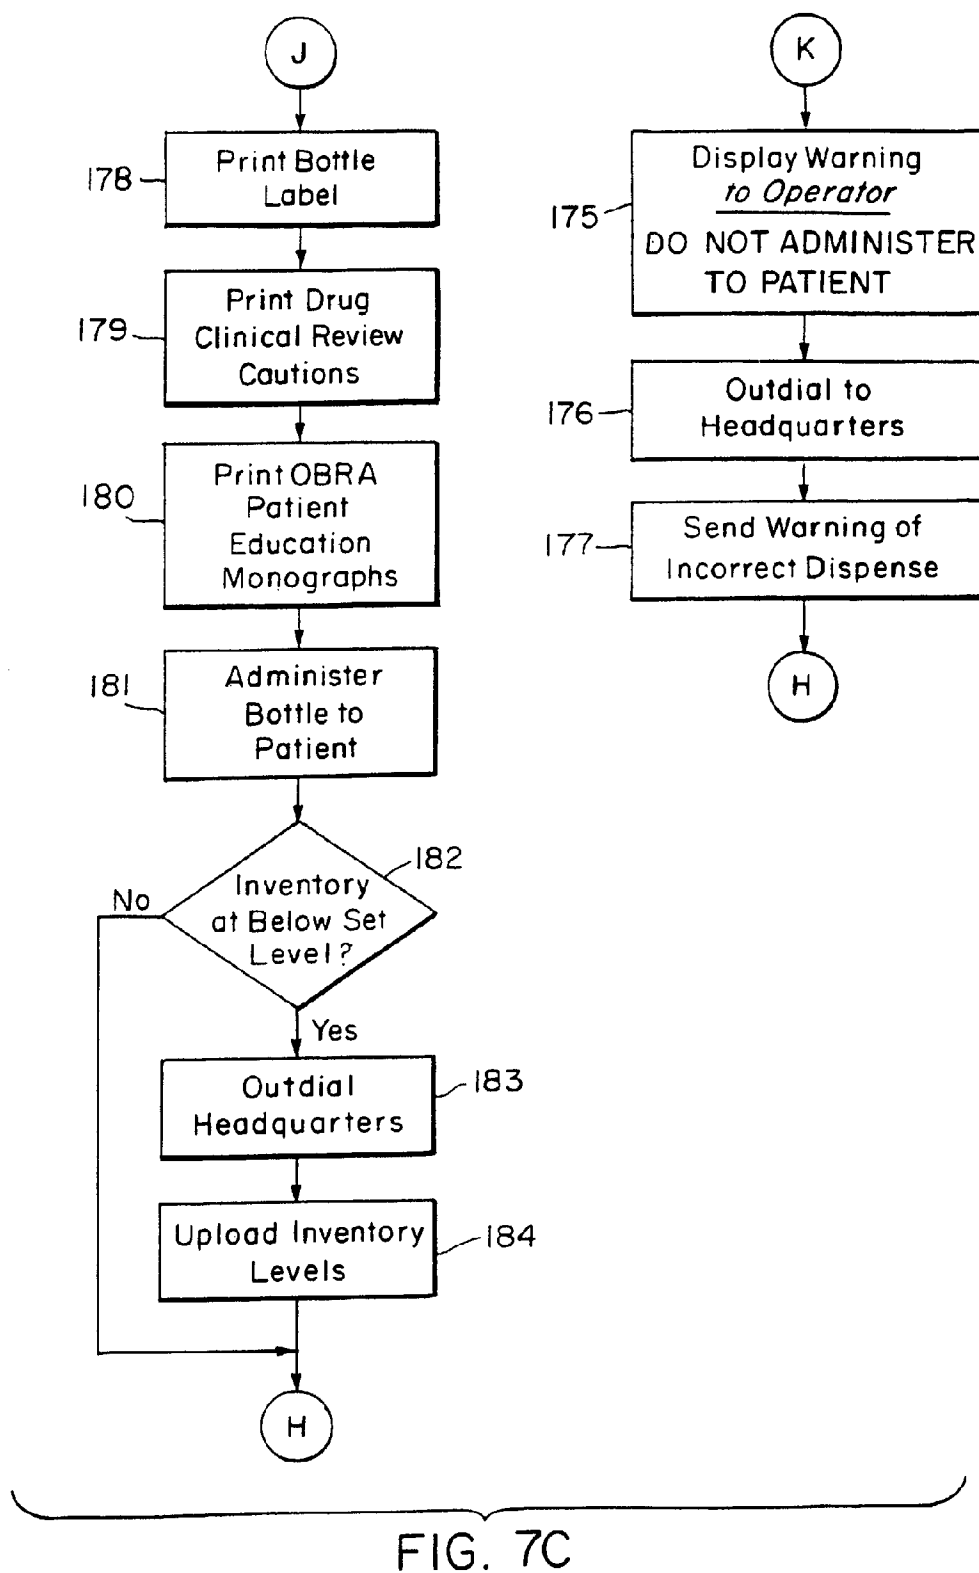 J
178
Print Bottle
Label
179
Print Drug
Clinical Review
Cautions
180
Print OBRA
Patient
Education
Monographs
181
Administer
Bottle to
Patient
182
Inventory
at Below Set
Level?
No
Yes
183
Outdial
Headquarters
184
Upload Inventory
Levels
H
K
175
Display Warning
to Operator
DO NOT ADMINISTER
TO PATIENT
176
Outdial to
Headquarters
177
Send Warning of
Incorrect Dispense
H
FIG. 7C